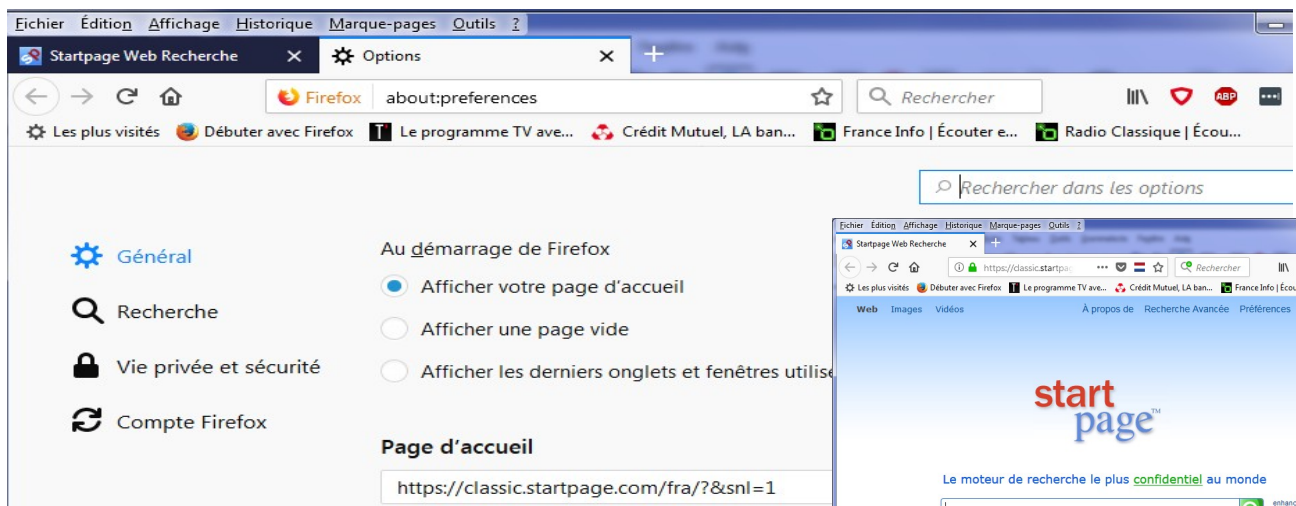 Fichier Édition Affichage Historique Marque-pages Outils ?
Startpage Web Recherche
Options
Firefox about:preferences
Rechercher
ABP
Les plus visités Débuter avec Firefox Le programme TV ave... Crédit Mutuel, LA ban... France Info | Écouter e... Radio Classique | Écou...
Rechercher dans les options
Général
Recherche
Vie privée et sécurité
Compte Firefox
Au démarrage de Firefox
Afficher votre page d'accueil
Afficher une page vide
Afficher les derniers onglets et fenêtres utilisé
Page d'accueil
https://classic.startpage.com/fra/?&snl=1
Fichier Édition Affichage Historique Marque-pages Outils ?
Startpage Web Recherche
https://classic.startpa
Rechercher
Les plus visités Débuter avec Firefox Le programme TV ave... Crédit Mutuel, LA ban... France Info | Écou
Web Images Vidéos À propos de Recherche Avancée Préférences
start
page™
Le moteur de recherche le plus confidentiel au monde
enhanc